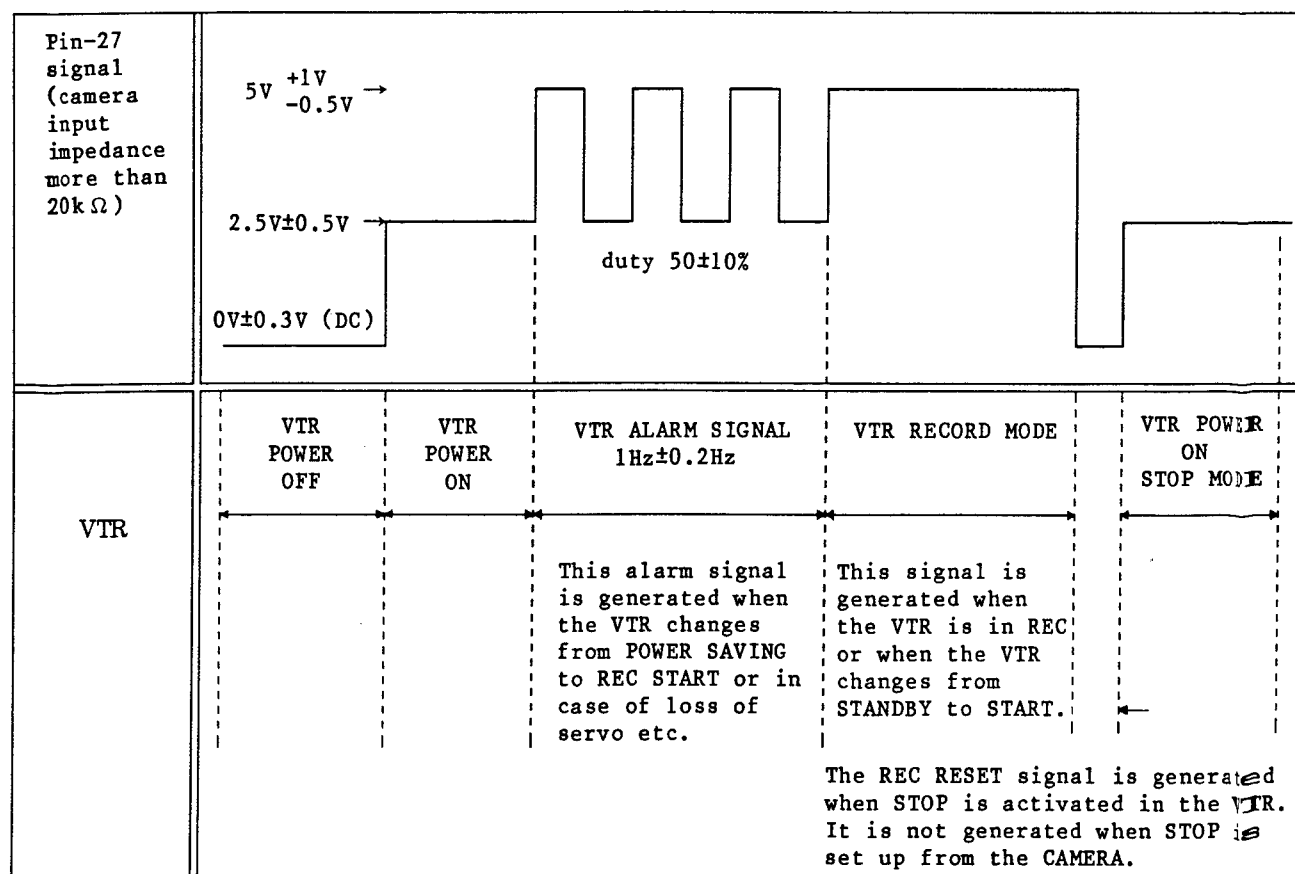 Pin-27
signal
(camera
input
impedance
more than
20kΩ)
5V +1V
-0.5V
2.5V±0.5V
0V±0.3V (DC)
duty 50±10%
VTR
VTR
POWER
OFF
VTR
POWER
ON
VTR ALARM SIGNAL
1Hz±0.2Hz
VTR RECORD MODE
VTR POWER
ON
STOP MODE
This alarm signal
is generated when
the VTR changes
from POWER SAVING
to REC START or in
case of loss of
servo etc.
This signal is
generated when
the VTR is in REC
or when the VTR
changes from
STANDBY to START.
The REC RESET signal is generated
when STOP is activated in the VTR.
It is not generated when STOP is
set up from the CAMERA.